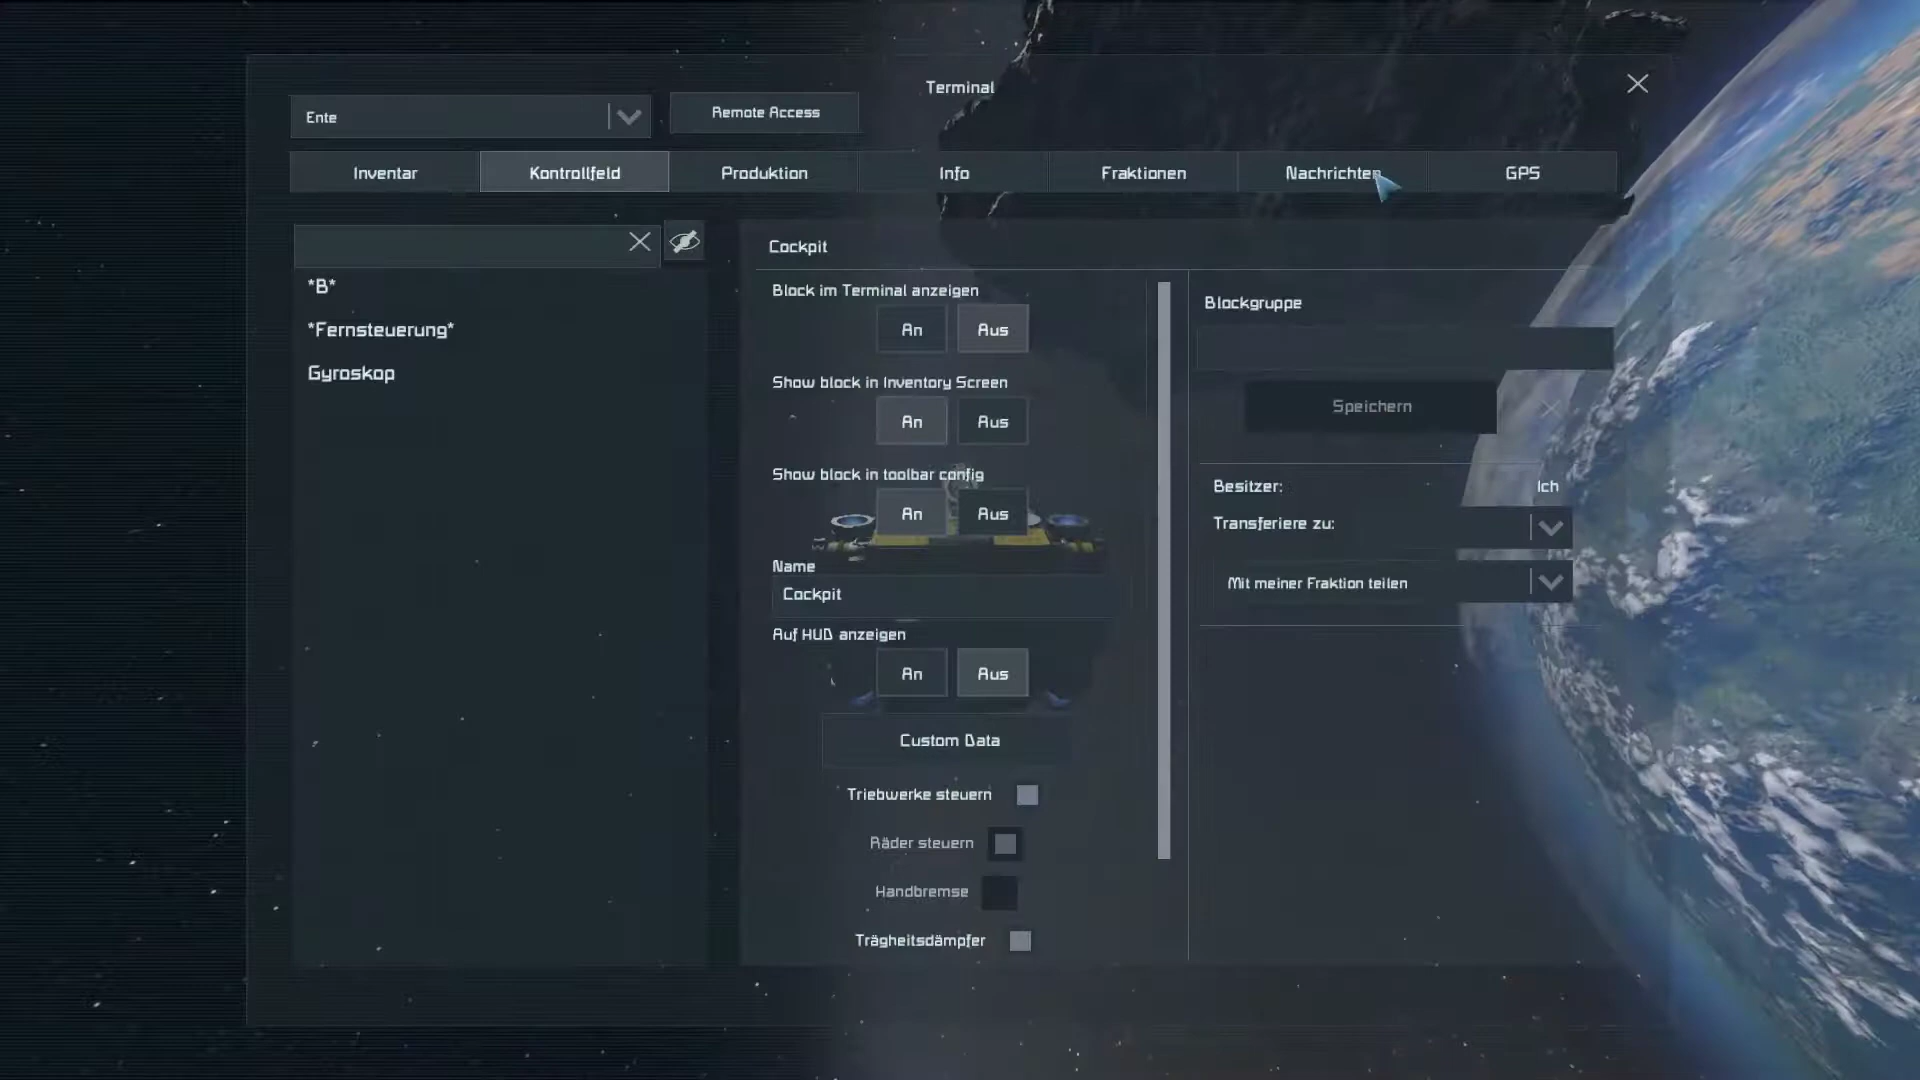 Terminal
Ente
Remote Access
Inventar
Kontrollfeld
Produktion
Info
Fraktionen
Nachrichten
GPS
*B*
*Fernsteuerung*
Gyroskop
Cockpit
Block im Terminal anzeigen
An
Aus
Show block in Inventory Screen
An
Aus
Show block in toolbar config
An
Aus
Name
Cockpit
Auf HUD anzeigen
An
Aus
Custom Data
Triebwerke steuern
Räder steuern
Handbremse
Trägheitsdämpfer
Blockgruppe
Speichern
Besitzer: Ich
Transferiere zu:
Mit meiner Fraktion teilen